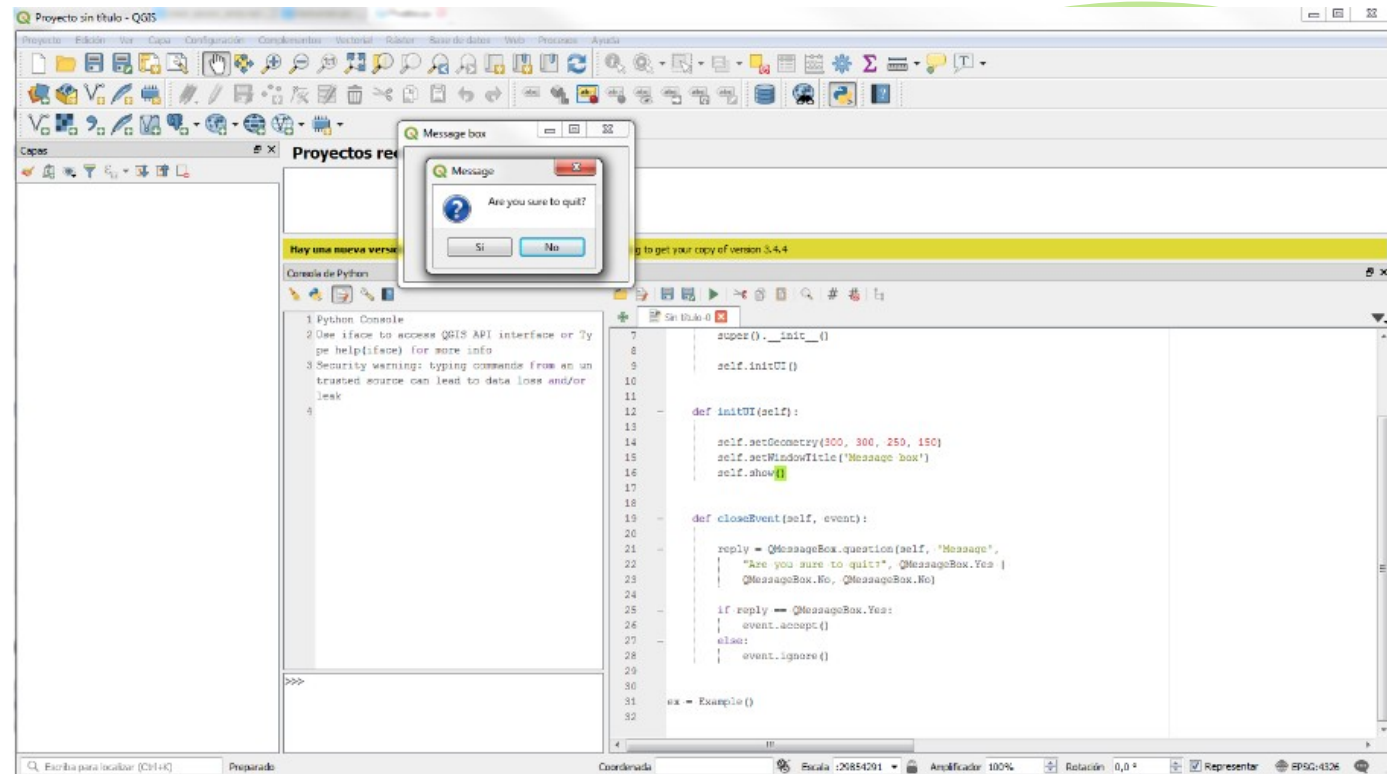 Proyecto sin título - QGIS
Proyecto Edición Ver Capa Configuración Complementos Vectorial Ráster Base de datos Web Procesos Ayuda
Message box
Capas
Proyectos re
Message
Are you sure to quit?
Si No
Hay una nueva versi
g to get your copy of version 3.4.4
Consola de Python
Sin título-0
1 Python Console
2 Use iface to access QGIS API interface or Ty
pe help(iface) for more info
3 Security warning: typing commands from an un
trusted source can lead to data loss and/or
leak
4
>>>
7 super().__init__()
8
9 self.initUI()
10
11
12 def initUI(self):
13
14 self.setGeometry(300, 300, 250, 150)
15 self.setWindowTitle('Message box')
16 self.show()
17
18
19 def closeEvent(self, event):
20
21 reply = QMessageBox.question(self, 'Message',
22 "Are you sure to quit?", QMessageBox.Yes |
23 QMessageBox.No, QMessageBox.No)
24
25 if reply == QMessageBox.Yes:
26 event.accept()
27 else:
28 event.ignore()
29
30
31 ex = Example()
32
Escriba para localizar (Ctrl+K) Preparado Coordenada Escala :29854291 Amplificador 100% Rotación 0,0 ° Representar EPSG:4326